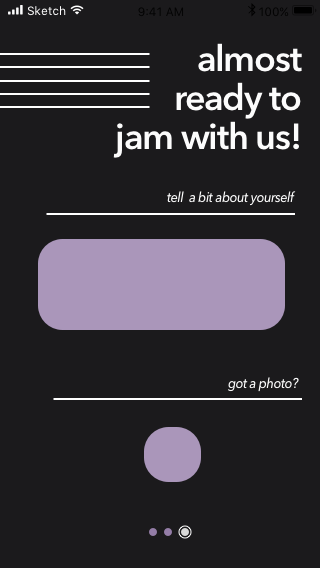 Sketch 9:41 AM 100%
almost
ready to
jam with us!
tell a bit about yourself
got a photo?